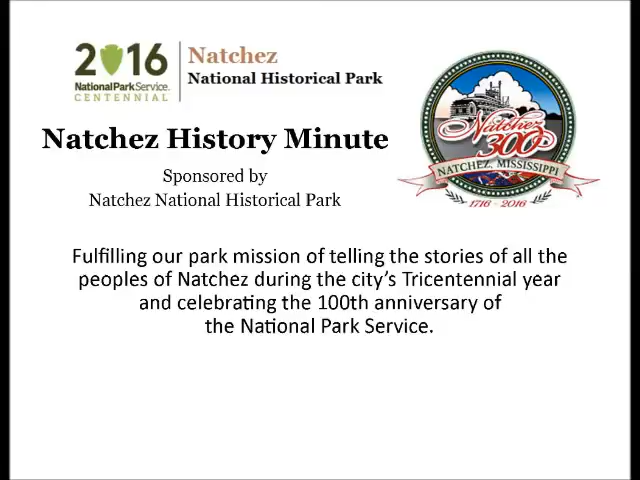 2016
National Park Service®
CENTENNIAL
Natchez
National Historical Park
Natchez History Minute
Sponsored by
Natchez National Historical Park
Natchez
300
NATCHEZ, MISSISSIPPI
1716 - 2016
Fulfilling our park mission of telling the stories of all the
peoples of Natchez during the city's Tricentennial year
and celebrating the 100th anniversary of
the National Park Service.